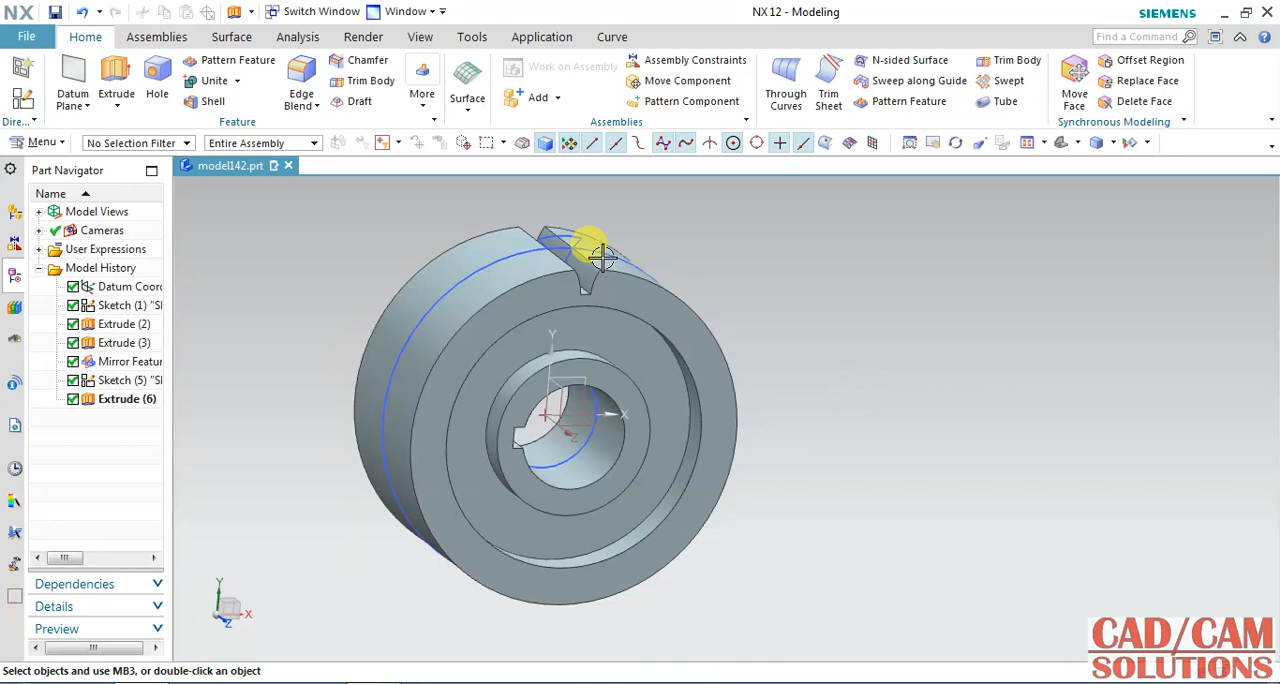 NX
Switch Window
Window
NX 12 - Modeling
SIEMENS
File
Home
Assemblies
Surface
Analysis
Render
View
Tools
Application
Curve
Find a Command
Datum Plane
Extrude
Hole
Pattern Feature
Unite
Shell
Edge Blend
Chamfer
Trim Body
Draft
More
Surface
Work on Assembly
Add
Assembly Constraints
Move Component
Pattern Component
Through Curves
Trim Sheet
N-sided Surface
Sweep along Guide
Pattern Feature
Trim Body
Swept
Tube
Move Face
Offset Region
Replace Face
Delete Face
Dire...
Feature
Assemblies
Synchronous Modeling
Menu
No Selection Filter
Entire Assembly
Part Navigator
model142.prt
Name
Model Views
Cameras
User Expressions
Model History
Datum Coor
Sketch (1) "S
Extrude (2)
Extrude (3)
Mirror Featur
Sketch (5) "S
Extrude (6)
Dependencies
Details
Preview
Y
X
Z
Y
X
Z
CAD/CAM
SOLUTIONS
Select objects and use MB3, or double-click an object